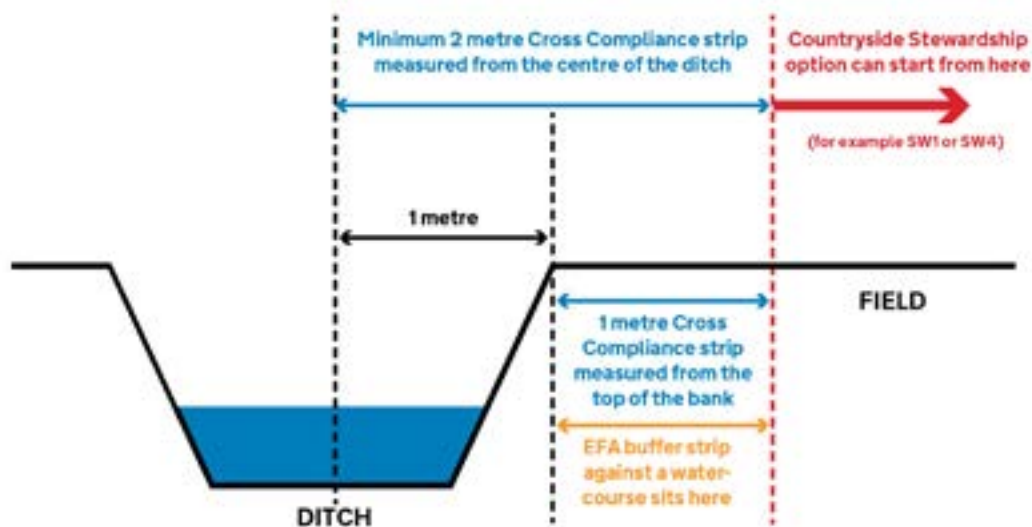 Minimum 2 metre Cross Compliance strip
measured from the centre of the ditch
Countryside Stewardship
option can start from here
(for example SW1 or SW4)
1 metre
FIELD
1 metre Cross
Compliance strip
measured from the
top of the bank
EFA buffer strip
against a water-
course sits here
DITCH